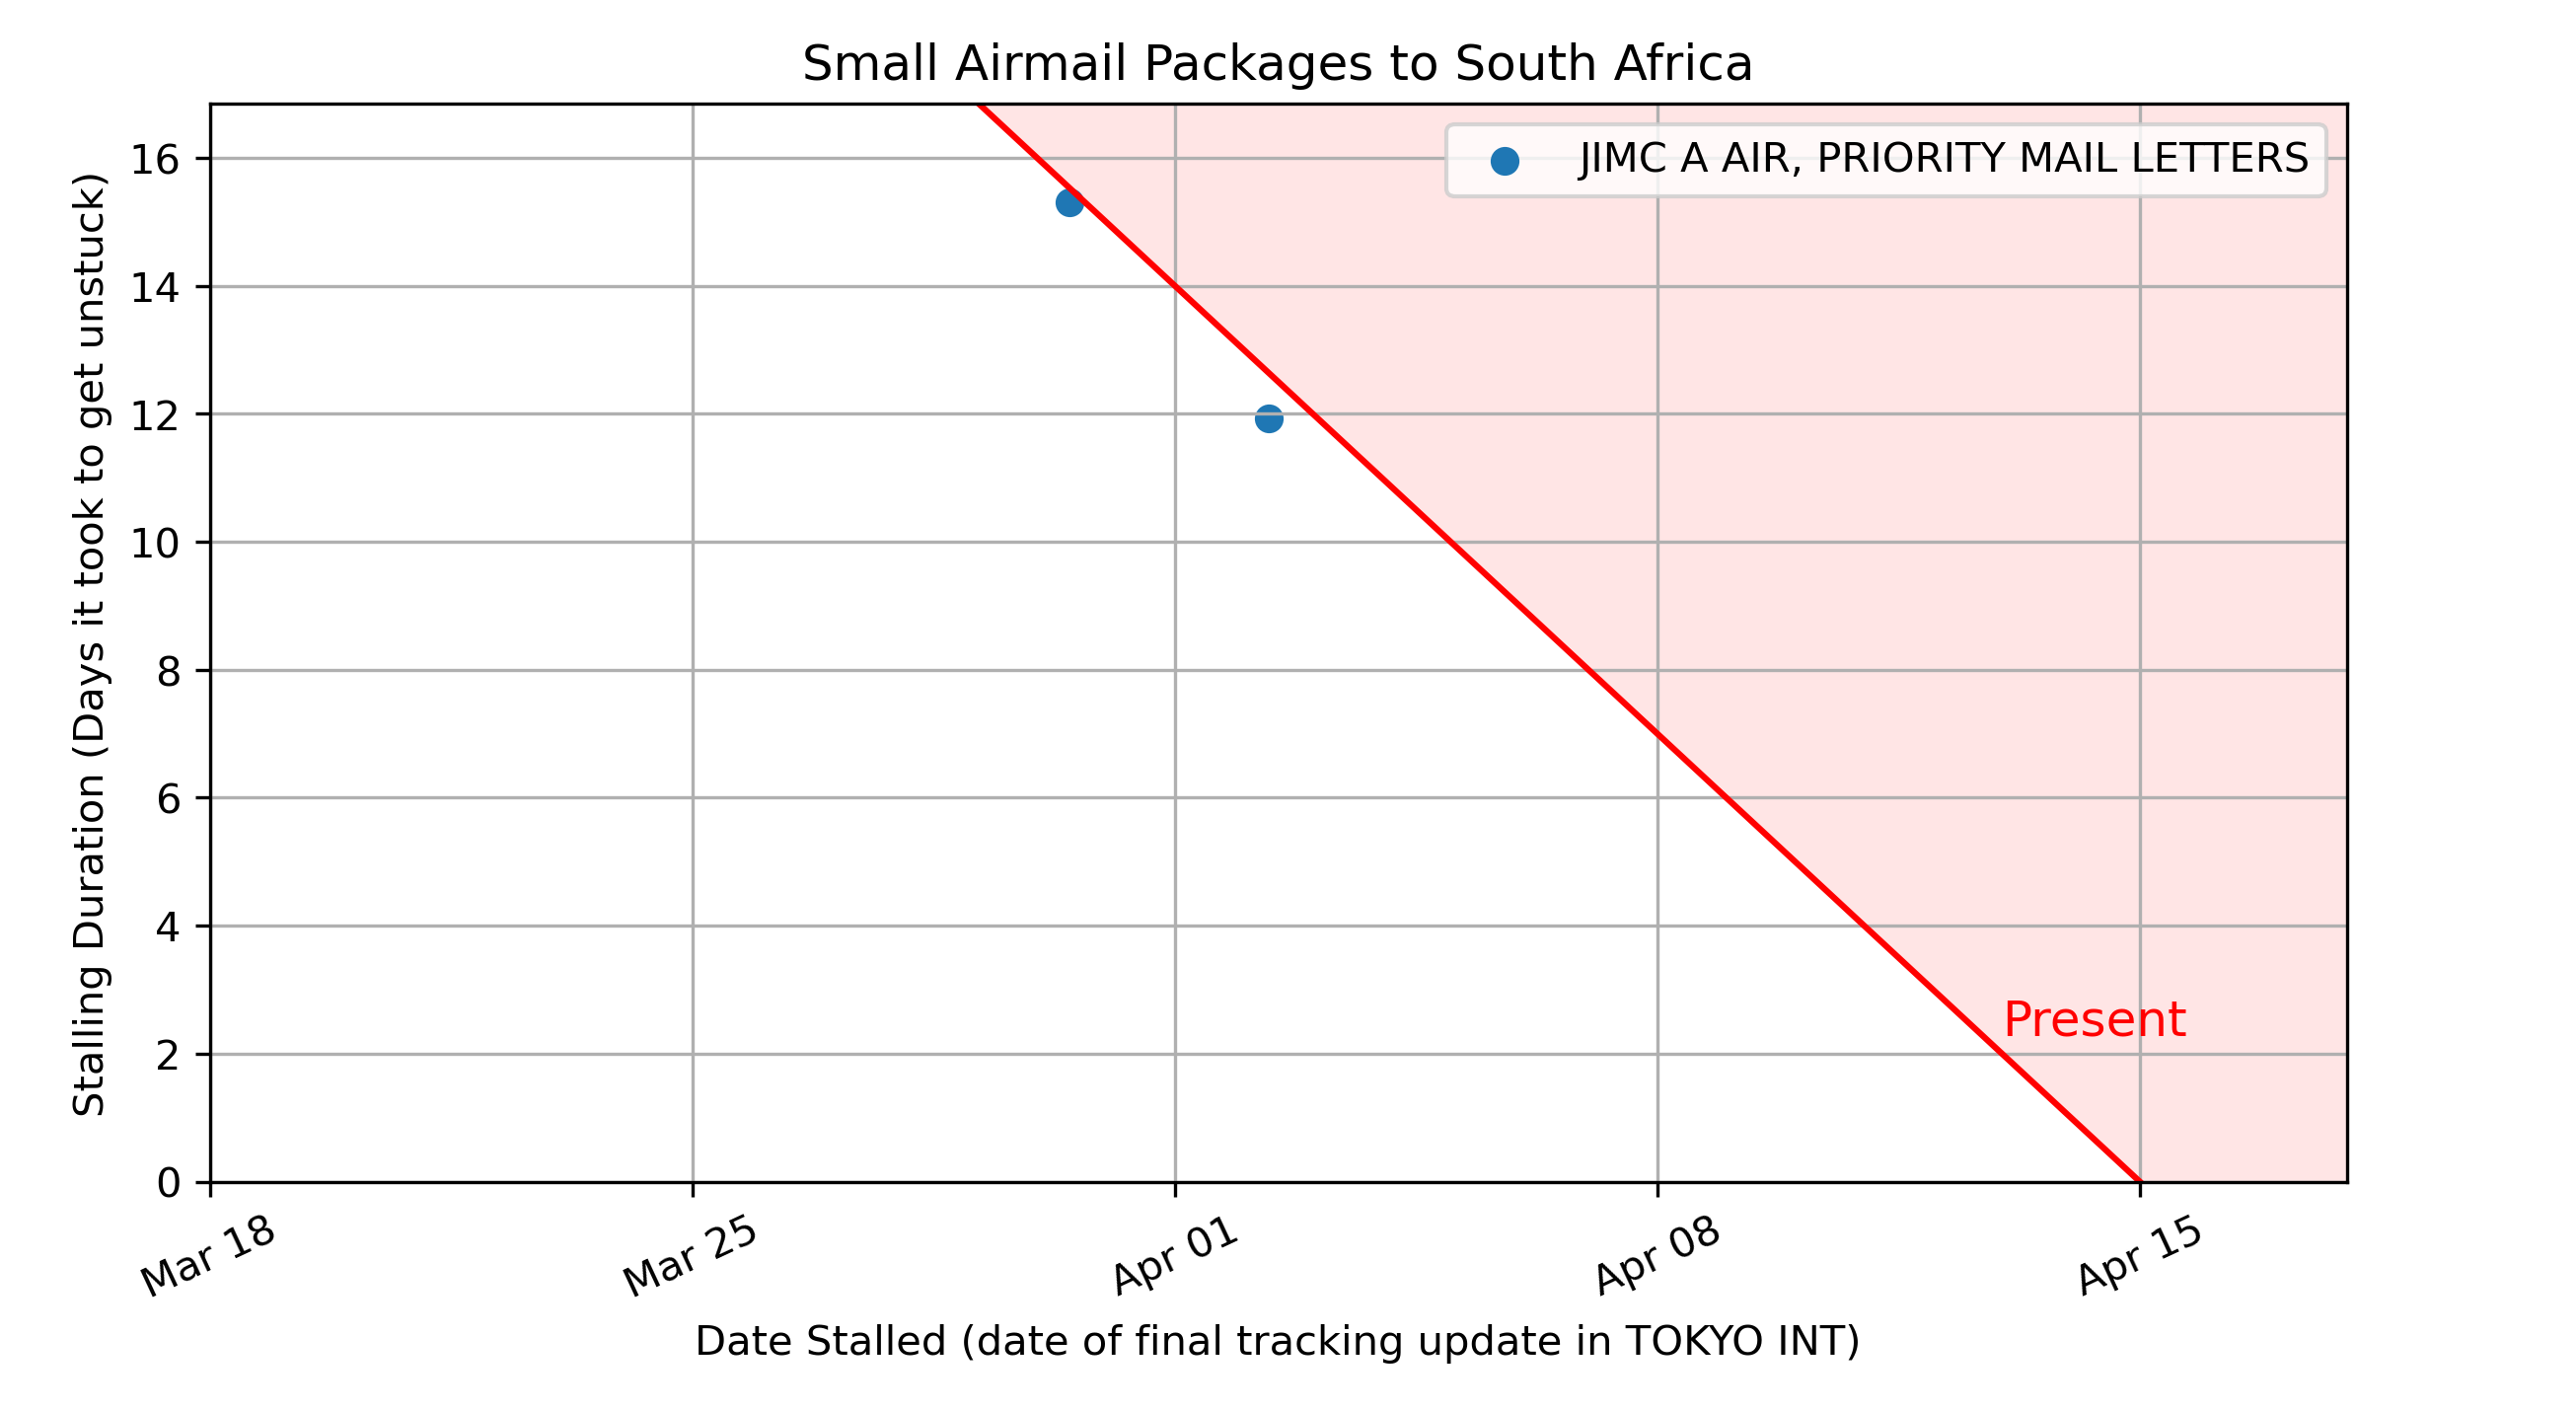 Small Airmail Packages to South Africa
JIMC A AIR, PRIORITY MAIL LETTERS
Stalling Duration (Days it took to get unstuck)
16
14
12
10
8
6
4
2
0
Present
Mar 18
Mar 25
Apr 01
Apr 08
Apr 15
Date Stalled (date of final tracking update in TOKYO INT)